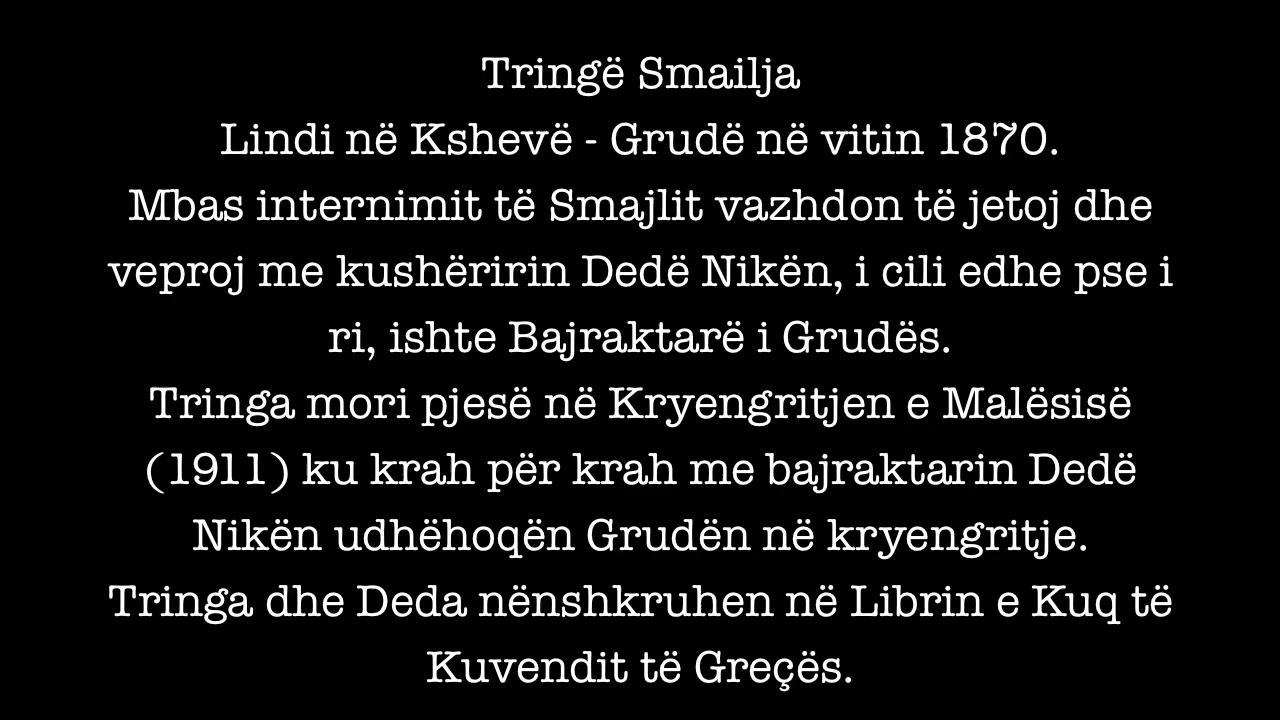 Tringë Smailja
Lindi në Kshevë - Grudë në vitin 1870.
Mbas internimit të Smajlit vazhdon të jetoj dhe
veproj me kushëririn Dedë Nikën, i cili edhe pse i
ri, ishte Bajraktarë i Grudës.
Tringa mori pjesë në Kryengritjen e Malësisë
(1911) ku krah për krah me bajraktarin Dedë
Nikën udhëhoqën Grudën në kryengritje.
Tringa dhe Deda nënshkruhen në Librin e Kuq të
Kuvendit të Greçës.